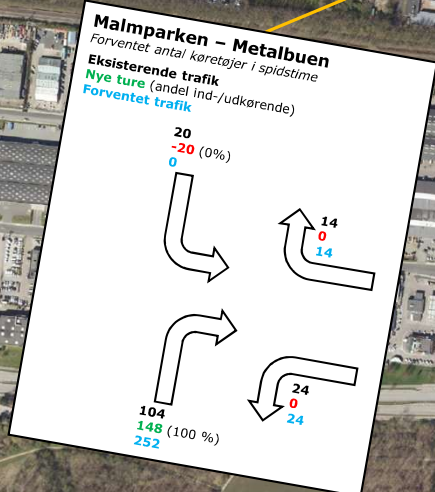 Malmparken – Metalbuen
Forventet antal køretøjer i spidstime
Eksisterende trafik
Nye ture (andel ind-/udkørende)
Forventet trafik
20
-20 (0%)
0
14
0
14
104
148 (100 %)
252
24
0
24